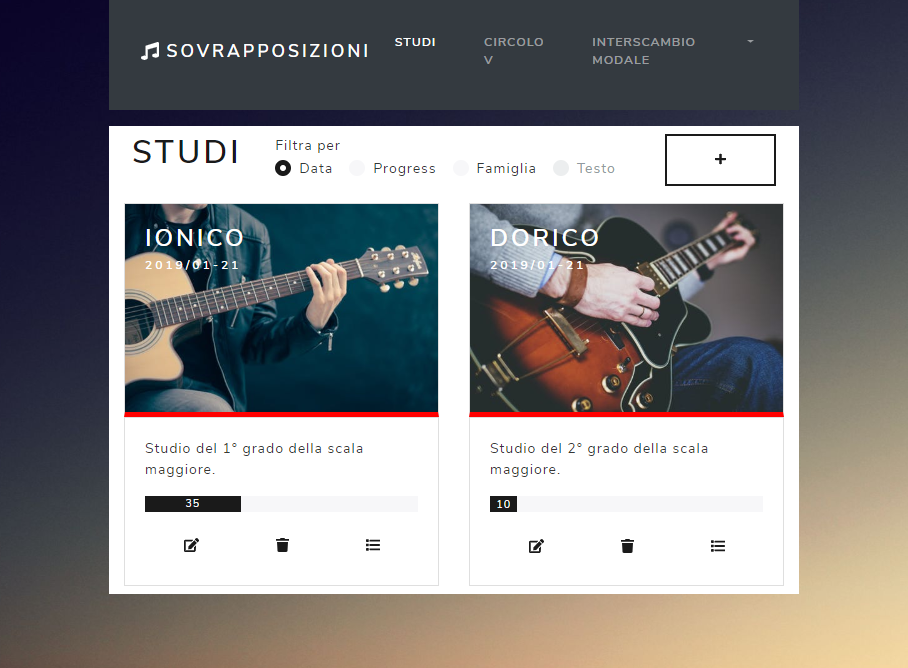 SOVRAPPOSIZIONI
STUDI
CIRCOLO
V
INTERSCAMBIO
MODALE
STUDI
Filtra per
Data Progress Famiglia Testo
+
IONICO
2019/01-21
Studio del 1° grado della scala
maggiore.
35
DORICO
2019/01-21
Studio del 2° grado della scala
maggiore.
10